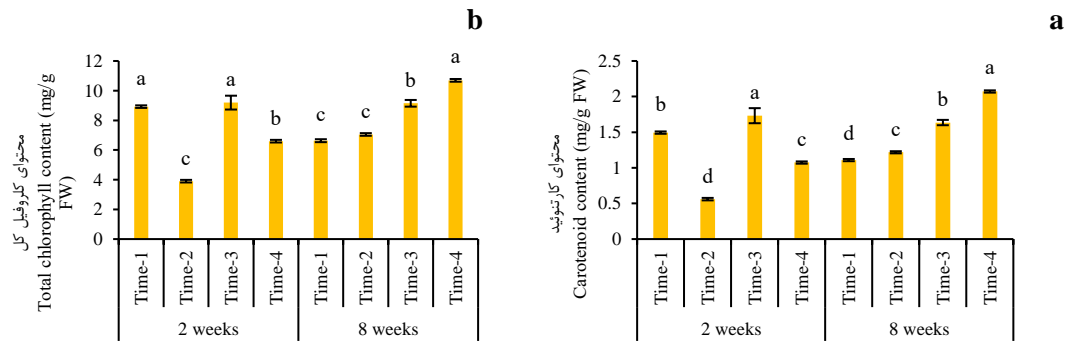 b
محتوای کلروفیل کل
Total chlorophyll content (mg/g
FW)
12
10
8
6
4
2
0
a
c
a
b
c
c
b
a
Time-1
Time-2
Time-3
Time-4
Time-1
Time-2
Time-3
Time-4
2 weeks
8 weeks
a
محتوای کارتنوئید
Carotenoid content (mg/g FW)
2.5
2
1.5
1
0.5
0
b
d
a
c
d
c
b
a
Time-1
Time-2
Time-3
Time-4
Time-1
Time-2
Time-3
Time-4
2 weeks
8 weeks